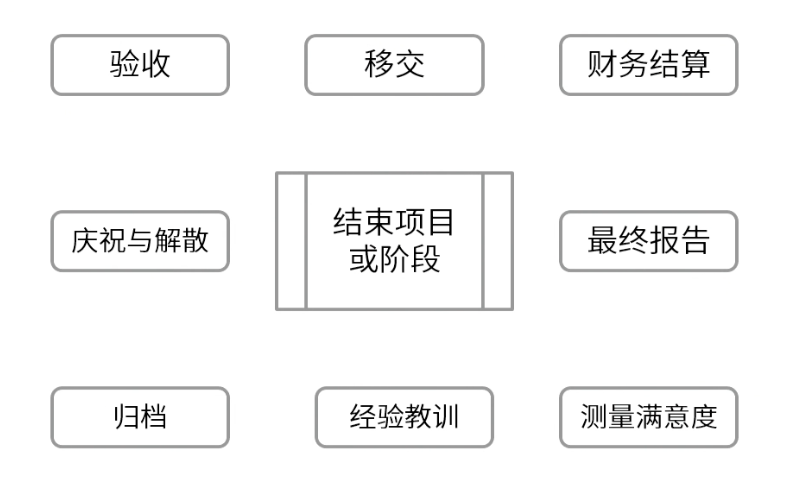 验收
移交
财务结算
庆祝与解散
结束项目
或阶段
最终报告
归档
经验教训
测量满意度